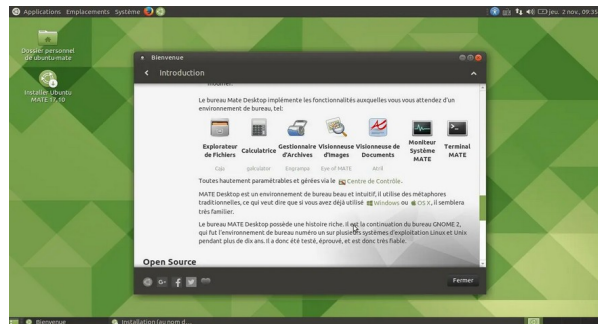 Applications Emplacements Système
jeu. 2 nov., 09:35
Dossier personnel
de ubuntu-mate
Installer Ubuntu
MATE 17.10
Bienvenue
Introduction
Le bureau Mate Desktop implémente les fonctionnalités auxquelles vous vous attendez d'un
environnement de bureau, tel:
Explorateur de Fichiers
Calculatrice
Gestionnaire d'Archives
Visionneuse d'Images
Visionneuse de Documents
Moniteur Système MATE
Terminal MATE
Caja
galculator
Engrampa
Eye of MATE
Atril
Toutes hautement paramétrables et gérées via le Centre de Contrôle.
MATE Desktop est un environnement de bureau beau et intuitif, il utilise des métaphores
traditionnelles, ce qui veut dire que si vous avez déjà utilisé Windows ou OS X, il semblera
très familier.
Le bureau MATE Desktop possède une histoire riche. Il est la continuation du bureau GNOME 2,
qui fut l'environnement de bureau numéro un sur plusieurs systèmes d'exploitation Linux et Unix
pendant plus de dix ans. Il a donc été testé, éprouvé, et est donc très fiable.
Open Source
G+
Fermer
Bienvenue
Installation (au nom d...